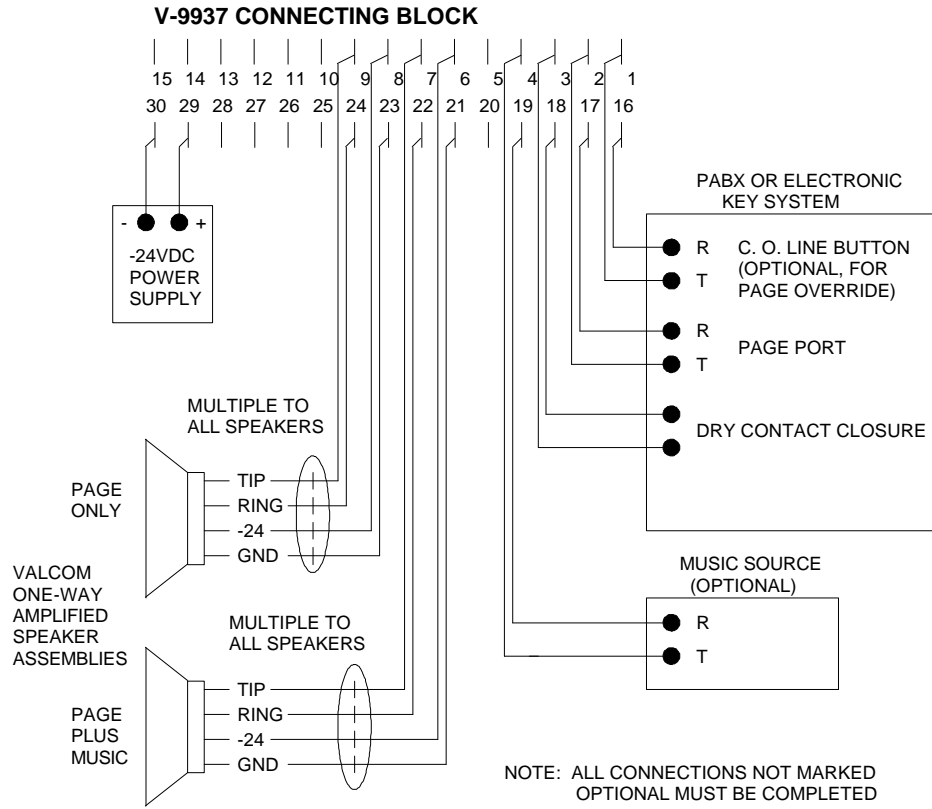 V-9937 CONNECTING BLOCK
15 14 13 12 11 10 9 8 7 6 5 4 3 2 1
30 29 28 27 26 25 24 23 22 21 20 19 18 17 16
- +
-24VDC
POWER
SUPPLY
PABX OR ELECTRONIC
KEY SYSTEM
R C. O. LINE BUTTON
(OPTIONAL, FOR
T PAGE OVERRIDE)
R
PAGE PORT
T
DRY CONTACT CLOSURE
MULTIPLE TO
ALL SPEAKERS
PAGE
ONLY
TIP
RING
-24
GND
VALCOM
ONE-WAY
AMPLIFIED
SPEAKER
ASSEMBLIES
MUSIC SOURCE
(OPTIONAL)
R
T
MULTIPLE TO
ALL SPEAKERS
PAGE
PLUS
MUSIC
TIP
RING
-24
GND
NOTE: ALL CONNECTIONS NOT MARKED
OPTIONAL MUST BE COMPLETED